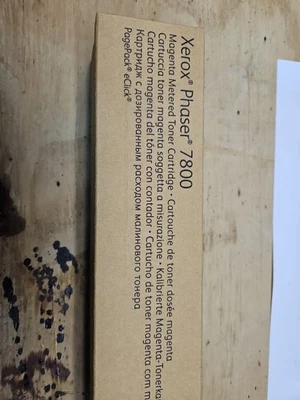 Xerox® Phaser® 7800
Magenta Metered Toner Cartridge • Cartouche de toner dosée magenta
Cartuccia toner magenta soggetta a misurazione • Kalibrierte Magenta-Tonerka
Cartucho magenta del tóner con contador • Cartucho de toner magenta com m
Картридж с дозированным расходом малинового тонера
PagePack® eClick®